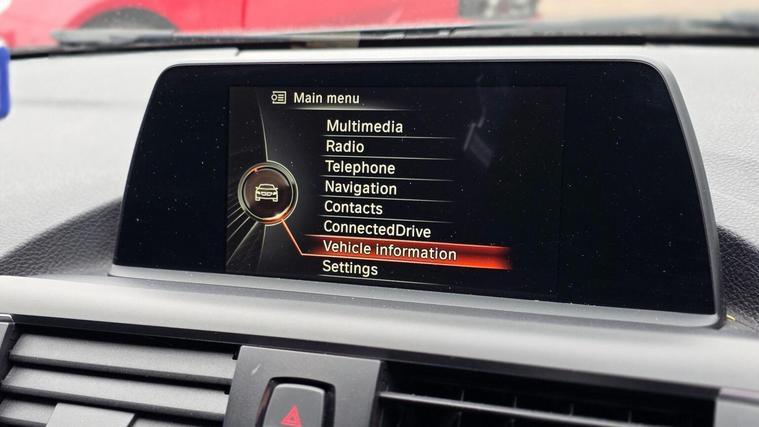 Main menu
Multimedia
Radio
Telephone
Navigation
Contacts
ConnectedDrive
Vehicle information
Settings